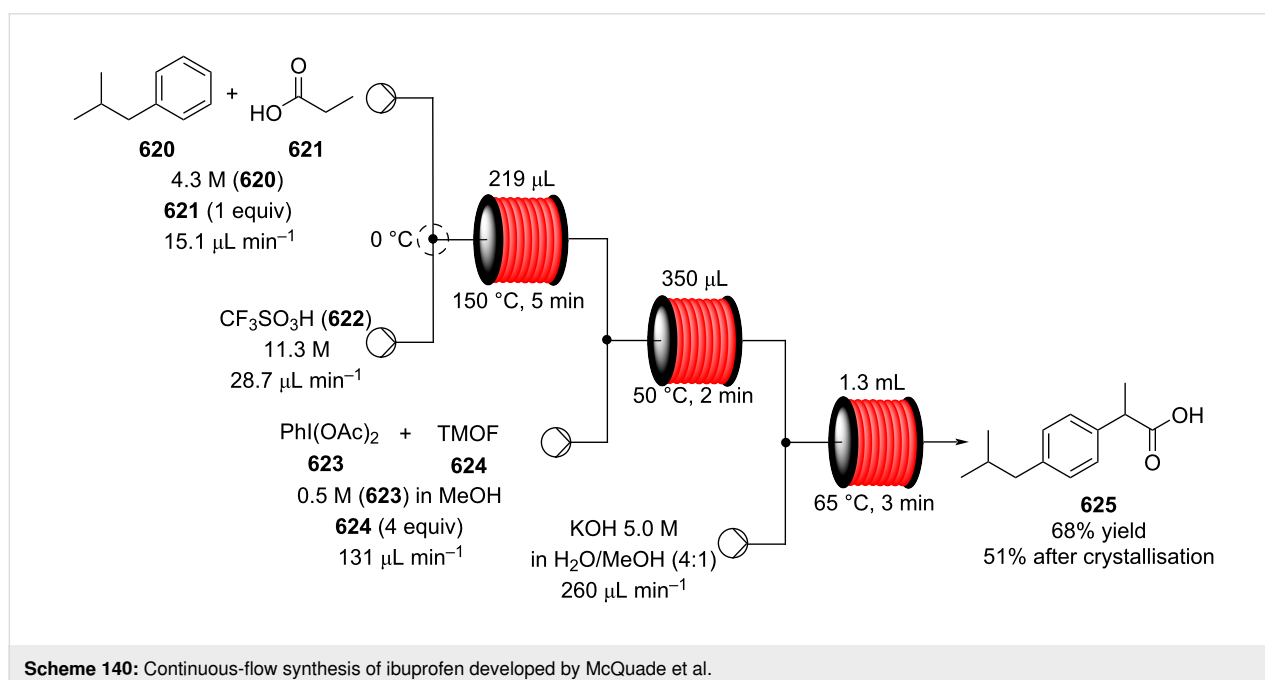 O
HO
+
620
621
4.3 M (620)
621 (1 equiv)
15.1 μL min⁻¹
219 μL
0 °C
150 °C, 5 min
CF₃SO₃H (622)
11.3 M
28.7 μL min⁻¹
350 μL
50 °C, 2 min
PhI(OAc)₂ + TMOF
623 624
0.5 M (623) in MeOH
624 (4 equiv)
131 μL min⁻¹
1.3 mL
65 °C, 3 min
KOH 5.0 M
in H₂O/MeOH (4:1)
260 μL min⁻¹
OH
O
625
68% yield
51% after crystallisation
Scheme 140: Continuous-flow synthesis of ibuprofen developed by McQuade et al.